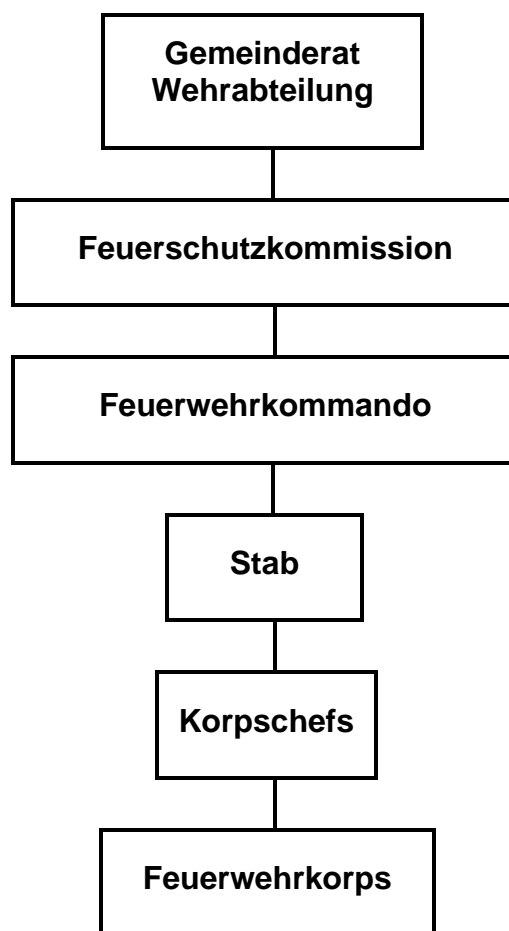 Gemeinderat
Wehrabteilung
Feuerschutzkommission
Feuerwehrkommando
Stab
Korpschefs
Feuerwehrkorps